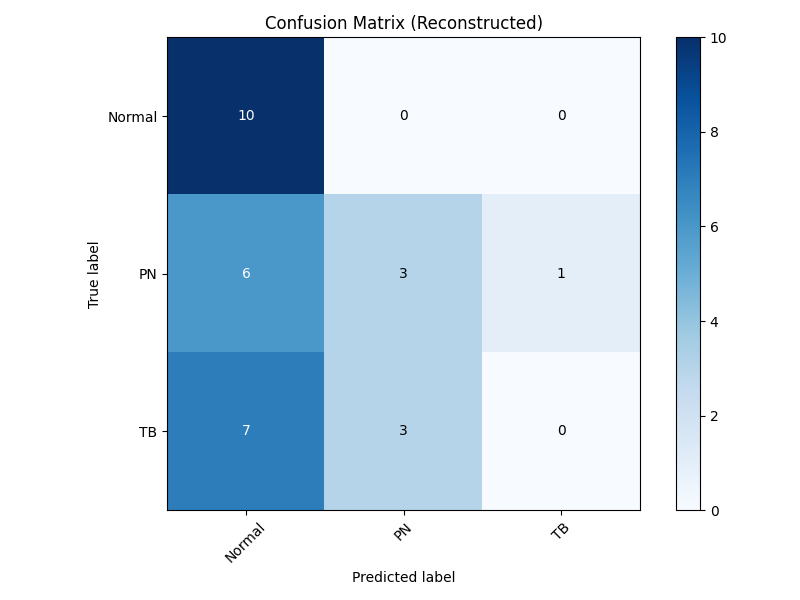 Confusion Matrix (Reconstructed)
True label
Normal
10
0
0
PN
6
3
1
TB
7
3
0
Normal
PN
TB
Predicted label
10
8
6
4
2
0